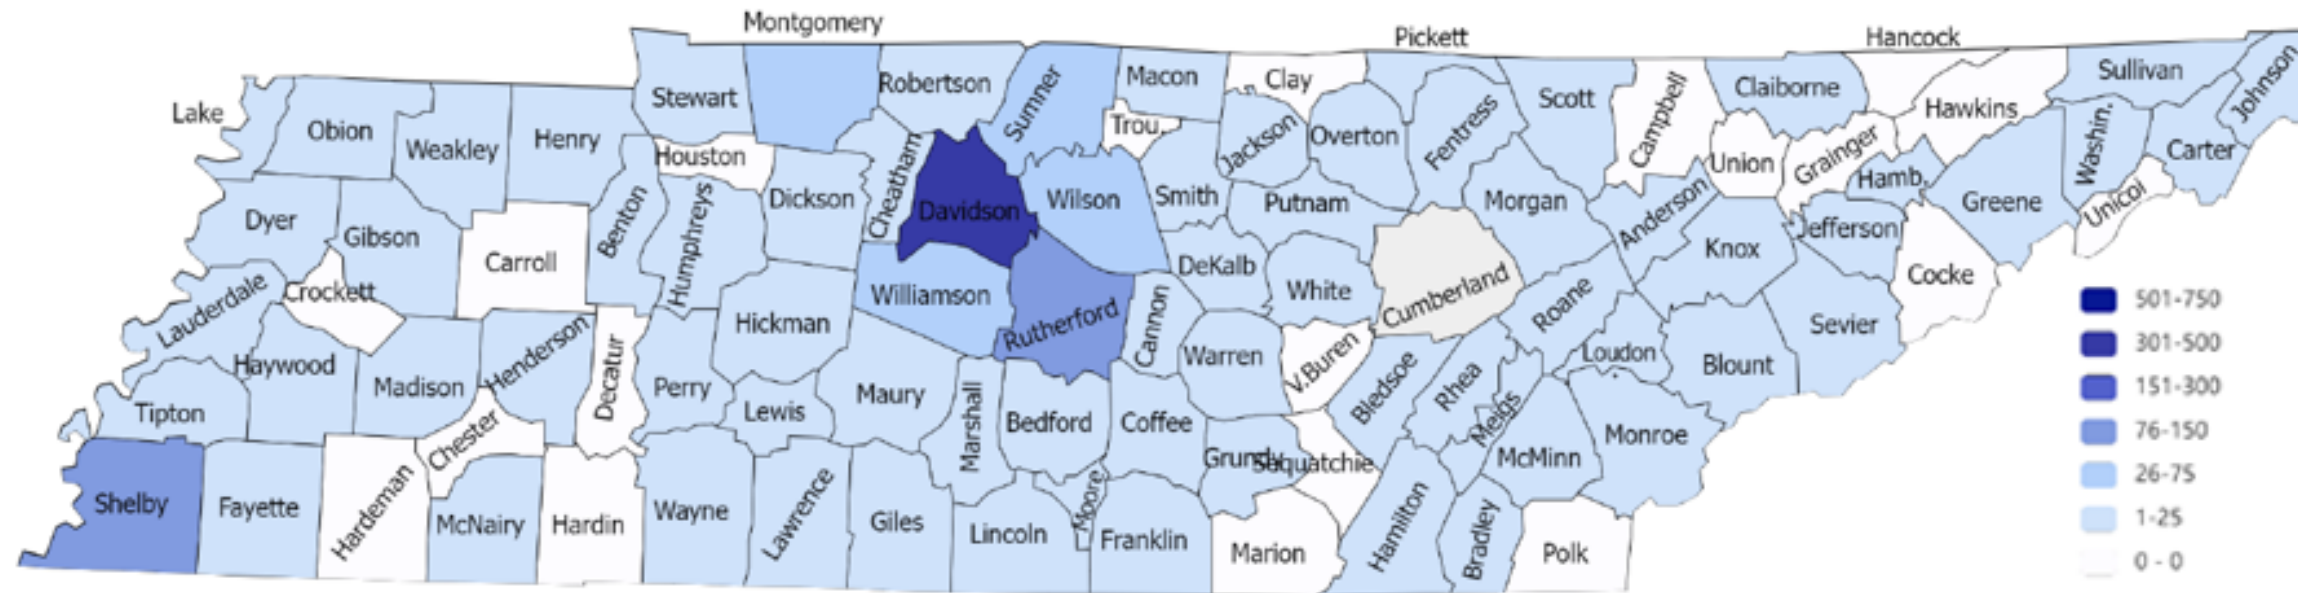 Montgomery
Pickett
Hancock
Lake
Obion
Weakley
Henry
Stewart
Robertson
Sumner
Macon
Clay
Scott
Campbell
Claiborne
Hawkins
Sullivan
Johnson
Houston
Trou.
Jackson
Overton
Fentress
Union
Grainger
Hamb.
Washin.
Carter
Dyer
Gibson
Carroll
Benton
Humphreys
Dickson
Cheatham
Davidson
Wilson
Smith
Putnam
Morgan
Anderson
Knox
Jefferson
Greene
Unicoi
Lauderdale
Crockett
Hickman
Williamson
Rutherford
Cannon
DeKalb
White
Cumberland
Roane
Sevier
Cocke
Haywood
Madison
Henderson
Decatur
Perry
Lewis
Maury
Marshall
Bedford
Coffee
Warren
V.Buren
Bledsoe
Rhea
Meigs
Loudon
Blount
Tipton
Chester
Grundy
Sequatchie
McMinn
Monroe
Shelby
Fayette
Hardeman
McNairy
Hardin
Wayne
Lawrence
Giles
Lincoln
Moore
Franklin
Marion
Hamilton
Bradley
Polk
501-750
301-500
151-300
76-150
26-75
1-25
0 - 0